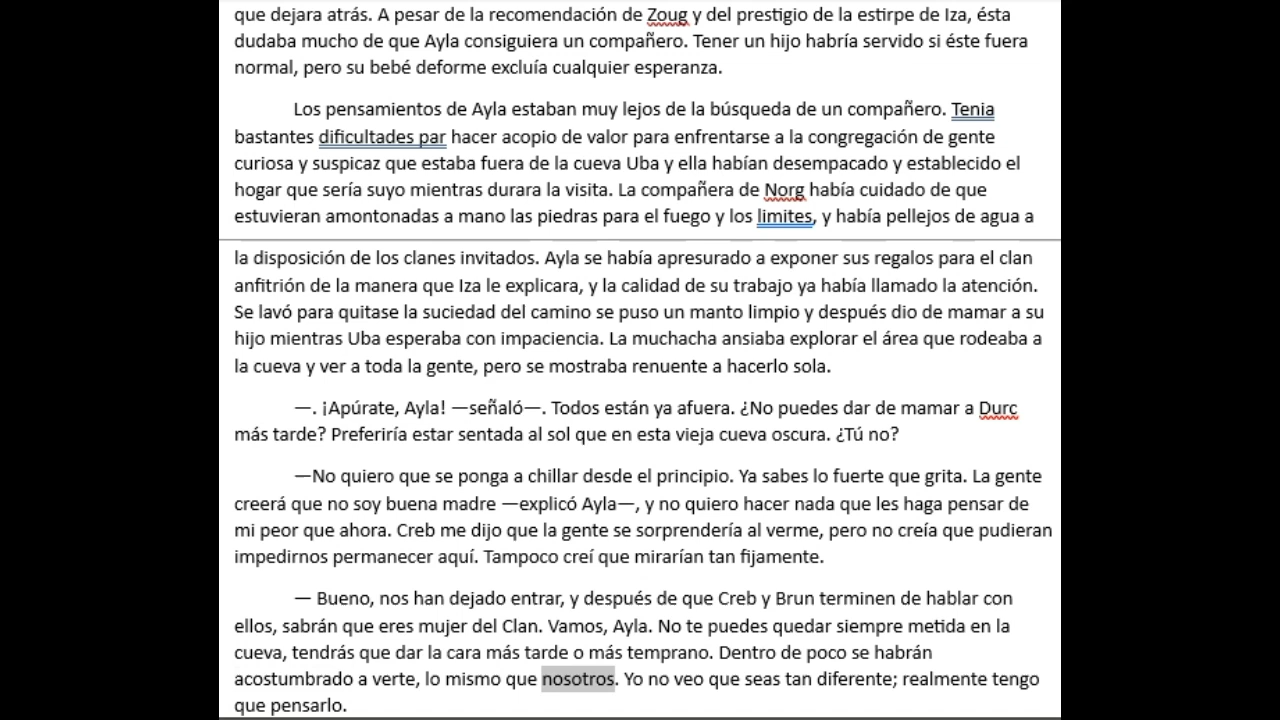 que dejara atrás. A pesar de la recomendación de Zoug y del prestigio de la estirpe de Iza, ésta
dudaba mucho de que Ayla consiguiera un compañero. Tener un hijo habría servido si éste fuera
normal, pero su bebé deforme excluía cualquier esperanza.
Los pensamientos de Ayla estaban muy lejos de la búsqueda de un compañero. Tenia
bastantes dificultades par hacer acopio de valor para enfrentarse a la congregación de gente
curiosa y suspicaz que estaba fuera de la cueva Uba y ella habían desempacado y establecido el
hogar que sería suyo mientras durara la visita. La compañera de Norg había cuidado de que
estuvieran amontonadas a mano las piedras para el fuego y los limites, y había pellejos de agua a
la disposición de los clanes invitados. Ayla se había apresurado a exponer sus regalos para el clan
anfitrión de la manera que Iza le explicara, y la calidad de su trabajo ya había llamado la atención.
Se lavó para quitase la suciedad del camino se puso un manto limpio y después dio de mamar a su
hijo mientras Uba esperaba con impaciencia. La muchacha ansiaba explorar el área que rodeaba a
la cueva y ver a toda la gente, pero se mostraba renuente a hacerlo sola.
—. ¡Apúrate, Ayla! —señaló—. Todos están ya afuera. ¿No puedes dar de mamar a Durc
más tarde? Preferiría estar sentada al sol que en esta vieja cueva oscura. ¿Tú no?
—No quiero que se ponga a chillar desde el principio. Ya sabes lo fuerte que grita. La gente
creerá que no soy buena madre —explicó Ayla—, y no quiero hacer nada que les haga pensar de
mi peor que ahora. Creb me dijo que la gente se sorprendería al verme, pero no creía que pudieran
impedirnos permanecer aquí. Tampoco creí que mirarían tan fijamente.
— Bueno, nos han dejado entrar, y después de que Creb y Brun terminen de hablar con
ellos, sabrán que eres mujer del Clan. Vamos, Ayla. No te puedes quedar siempre metida en la
cueva, tendrás que dar la cara más tarde o más temprano. Dentro de poco se habrán
acostumbrado a verte, lo mismo que nosotros. Yo no veo que seas tan diferente; realmente tengo
que pensarlo.